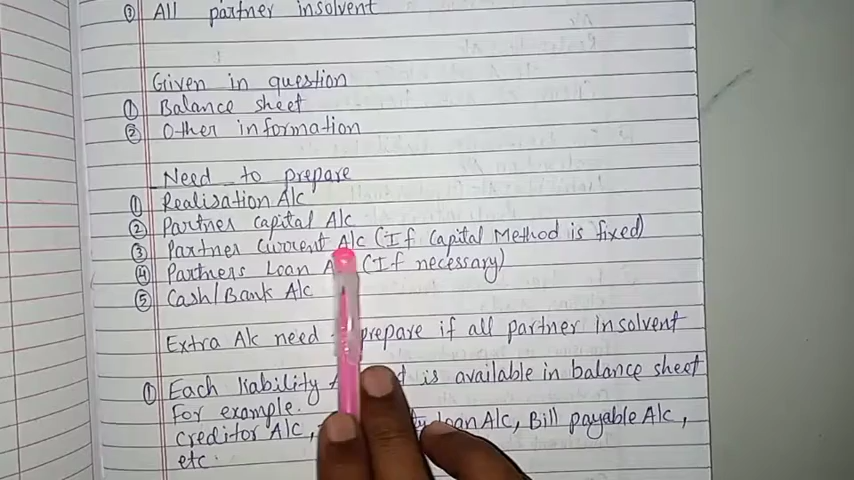 ③ All partner insolvent
Given in question
① Balance sheet
② Other information
Need to prepare
① Realisation A/c
② Partner capital A/c
③ Partner Current A/c (If Capital Method is fixed)
④ Partners Loan (If necessary)
⑤ Cash/Bank A/c
Extra A/c need prepare if all partner insolvent
① Each liability is available in balance sheet
For example.
creditor A/c, loan A/c, Bill payable A/c,
etc.